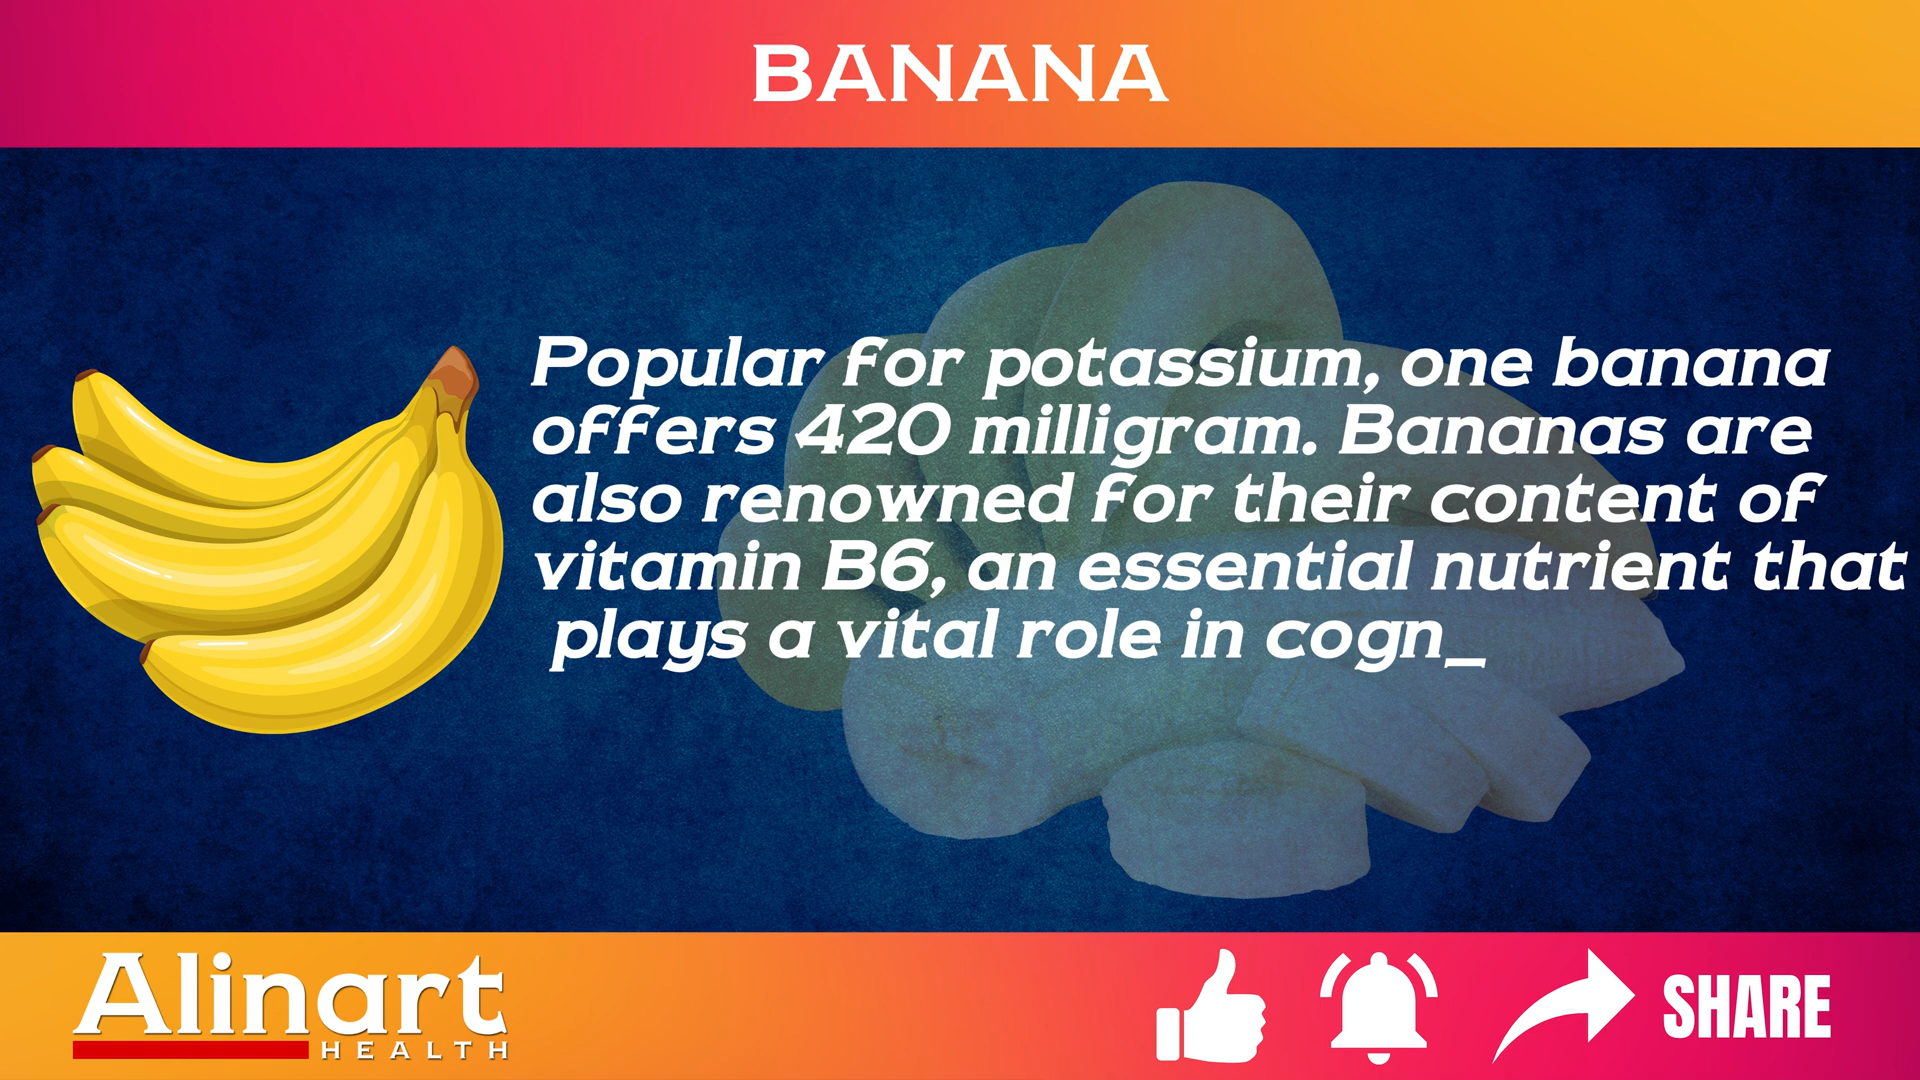 BANANA
Popular for potassium, one banana
offers 420 milligram. Bananas are
also renowned for their content of
vitamin B6, an essential nutrient that
plays a vital role in cogn_
Alinart
HEALTH
SHARE